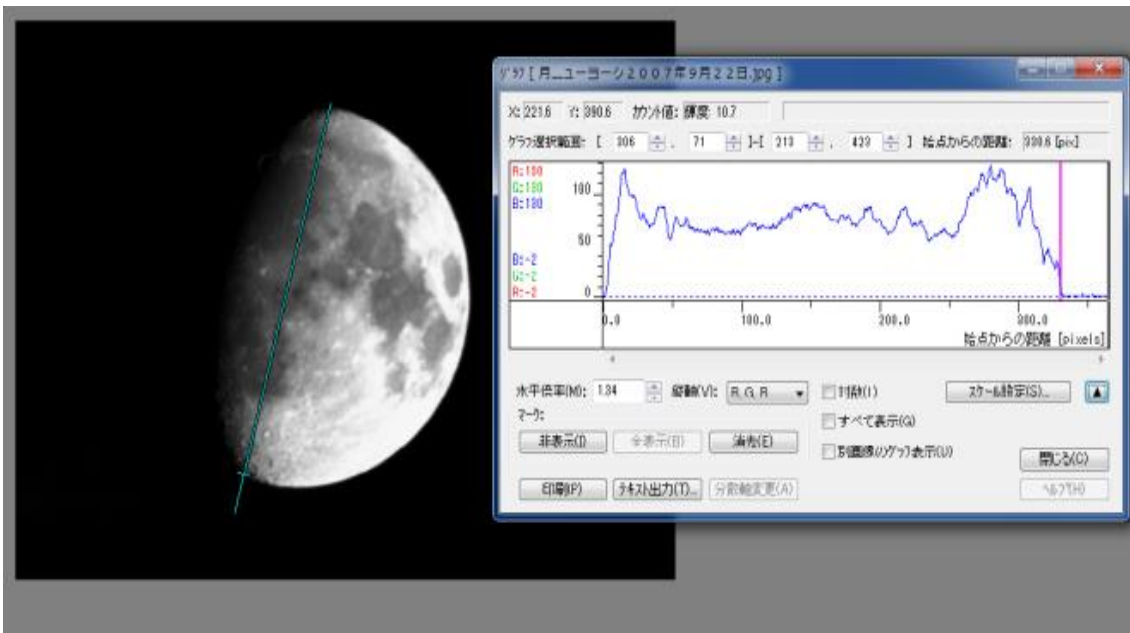 ｸﾞﾗﾌ [ 月_ニューヨーク２００７年９月２２日.jpg ]
X: 221.6 Y: 390.6 カウント値: 輝度: 10.7
グラフ選択範囲: [ 306 , 71 ]-[ 213 , 423 ] 始点からの距離: 330.6 [pix]
R:180
G:180
B:180
100
50
B:-2
G:-2
R:-2
0
0.0 100.0 200.0 300.0
始点からの距離 [pixels]
水平倍率(M): 1.34 縦軸(V): R, G, B 対数(L) スケール設定(S)...
マーク: すべて表示(G)
非表示(I) 全表示(H) 消去(E) 別画像のグラフ表示(U) 閉じる(C)
印刷(P) テキスト出力(T)... 分散軸変更(A) ヘルプ(H)